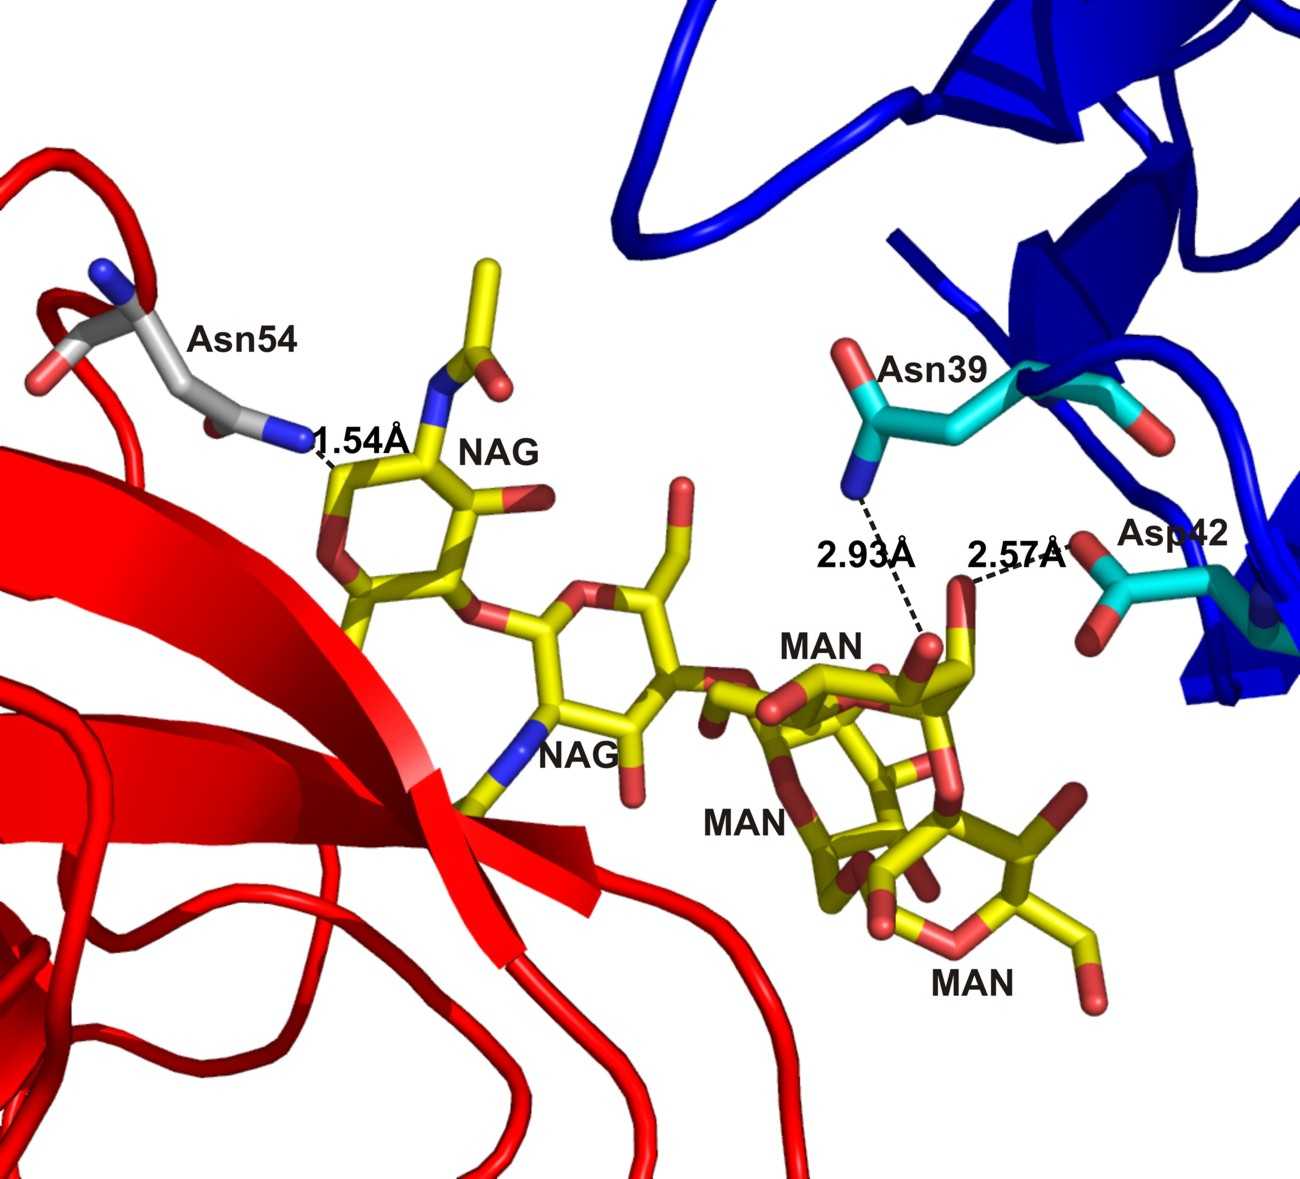 Asn54
Asn39
1.54Å
NAG
Asp42
2.93Å
2.57Å
MAN
NAG
MAN
MAN